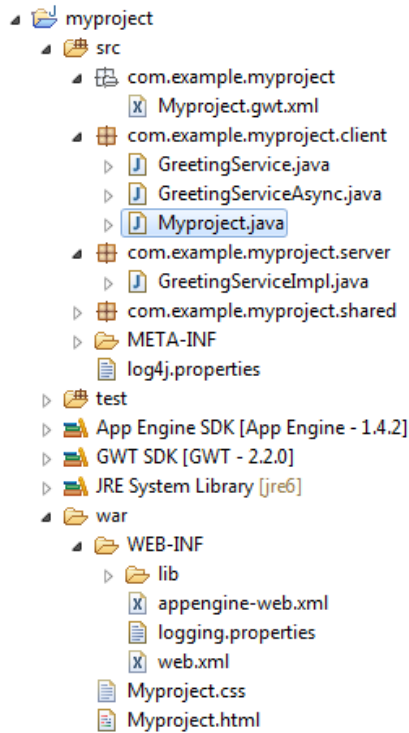 myproject
src
com.example.myproject
Myproject.gwt.xml
com.example.myproject.client
GreetingService.java
GreetingServiceAsync.java
Myproject.java
com.example.myproject.server
GreetingServiceImpl.java
com.example.myproject.shared
META-INF
log4j.properties
test
App Engine SDK [App Engine - 1.4.2]
GWT SDK [GWT - 2.2.0]
JRE System Library [jre6]
war
WEB-INF
lib
appengine-web.xml
logging.properties
web.xml
Myproject.css
Myproject.html